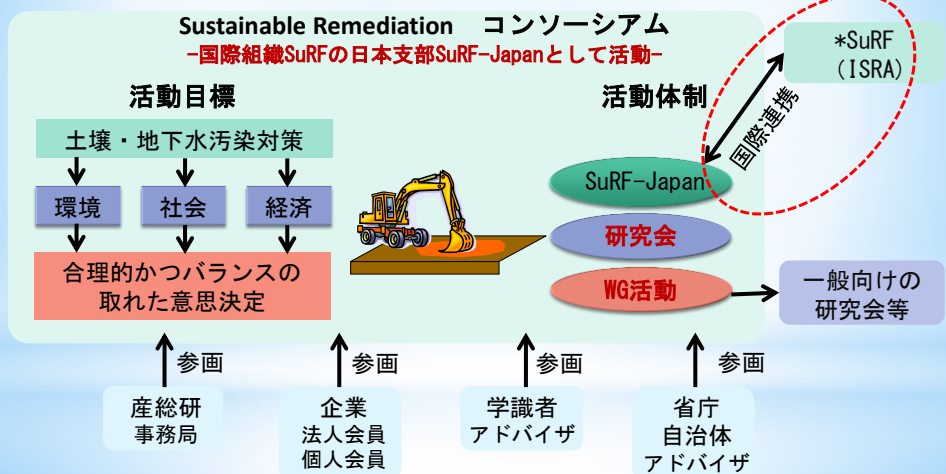 Sustainable Remediation コンソーシアム
−国際組織SuRFの日本支部SuRF−Japanとして活動−
*SuRF
(ISRA)
活動目標
活動体制
国際連携
土壌・地下水汚染対策
環境
社会
経済
合理的かつバランスの
取れた意思決定
SuRF−Japan
研究会
WG活動
一般向けの
研究会等
参画
参画
参画
参画
産総研
事務局
企業
法人会員
個人会員
学識者
アドバイザ
省庁
自治体
アドバイザ